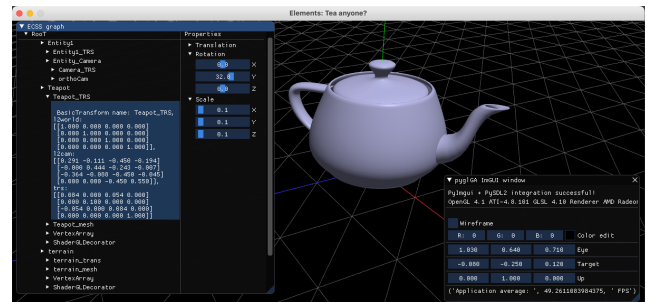 Elements: Tea anyone?
▼ ECSS graph
▼ RooT
▶ Entity1
▶ Entity1_TRS
▶ Entity_Camera
▶ Camera_TRS
▶ orthoCam
▶ Teapot
▼ Teapot_TRS
BasicTransform name: Teapot_TRS,
l2world:
[[1.000 0.000 0.000 0.000]
[0.000 1.000 0.000 0.000]
[0.000 0.000 1.000 0.000]
[0.000 0.000 0.000 1.000]],
l2cam:
[[0.291 -0.111 -0.450 -0.194]
[-0.000 0.444 -0.243 -0.007]
[-0.364 -0.088 -0.450 -0.045]
[0.000 0.000 -0.450 0.550]],
trx:
[[0.084 0.000 0.054 0.000]
[0.000 0.100 0.000 0.000]
[-0.054 0.000 0.084 0.000]
[0.000 0.000 0.000 1.000]]
▶ Teapot_mesh
▶ VertexArray
▶ ShaderGLDecorator
▶ terrain
▶ terrain_trans
▶ terrain_mesh
▶ VertexArray
▶ ShaderGLDecorator
Properties
▶ Translation
▼ Rotation
X
Y
Z
▼ Scale
0.1 X
0.1 Y
0.1 Z
▼ pyglGA ImGUI window
PyImgui + PySDL2 integration successful!
OpenGL 4.1 ATI-4.8.101 GLSL 4.10 Renderer AMD Radeon
Wireframe
R: 0 G: 0 B: 0 Color edit
1.030 0.640 0.710 Eye
-0.080 -0.250 0.120 Target
0.000 1.000 0.000 Up
('Application average: ', 49.2611083984375, ' FPS')